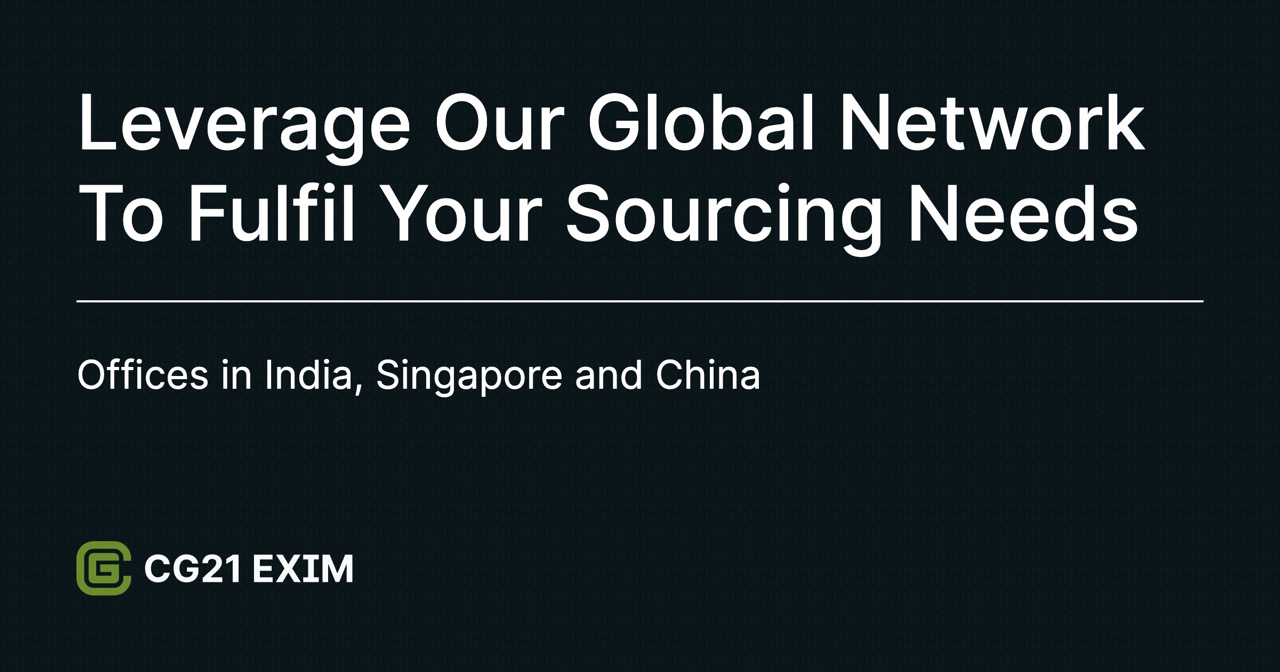 Leverage Our Global Network
To Fulfil Your Sourcing Needs
Offices in India, Singapore and China
CG21 EXIM